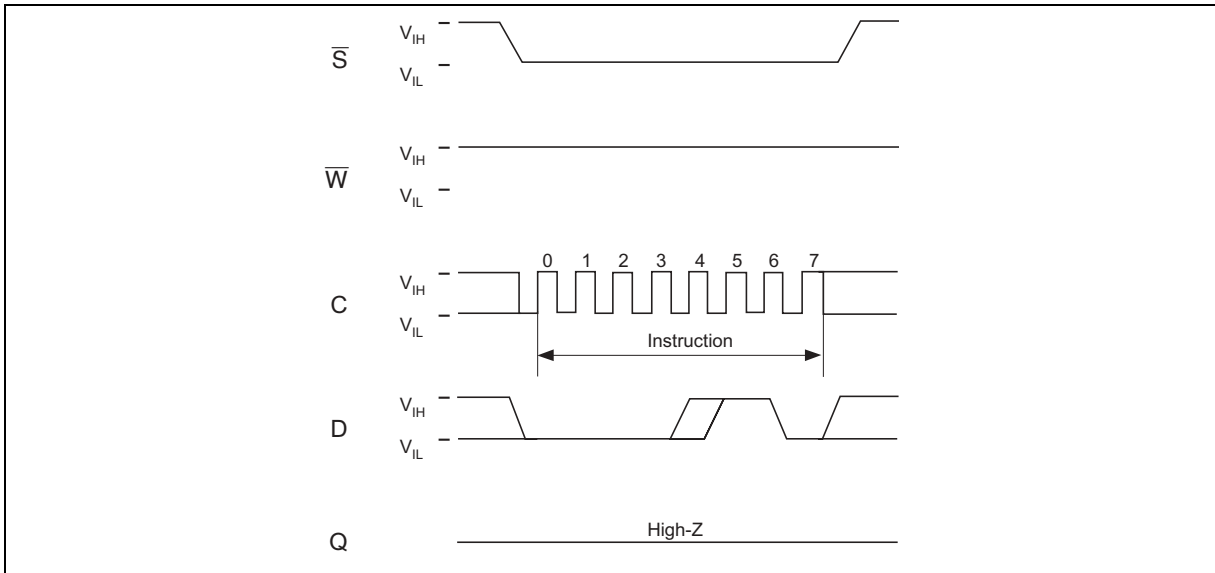 S̅
V_IH
V_IL
W̅
V_IH
V_IL
C
V_IH
V_IL
0 1 2 3 4 5 6 7
Instruction
D
V_IH
V_IL
Q
High-Z